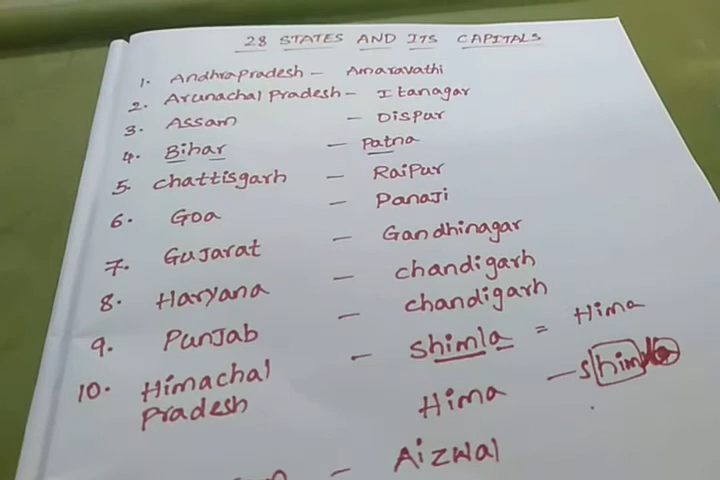 28 STATES AND ITS CAPITALS
1. Andhra Pradesh - Amaravathi
2. Arunachal Pradesh - Itanagar
3. Assam - Dispur
4. Bihar - Patna
5. Chattisgarh - Raipur
6. Goa - Panaji
7. Gujarat - Gandhinagar
8. Haryana - chandigarh
9. Punjab - chandigarh
10. Himachal Pradesh - Shimla = Hima
Hima - Shimla
- Aizwal